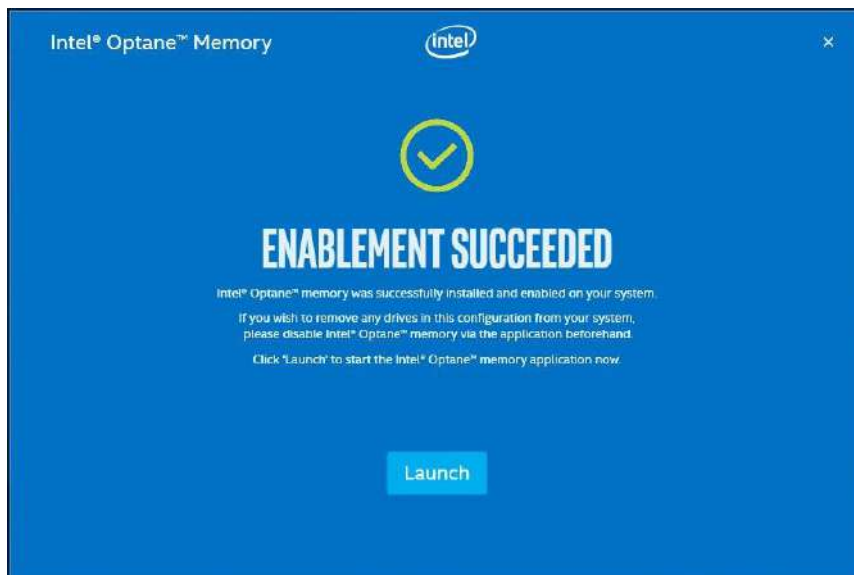 Intel® Optane™ Memory
intel
×
ENABLEMENT SUCCEEDED
Intel® Optane™ memory was successfully installed and enabled on your system.
If you wish to remove any drives in this configuration from your system,
please disable Intel® Optane™ memory via the application beforehand.
Click 'Launch' to start the Intel® Optane™ memory application now.
Launch